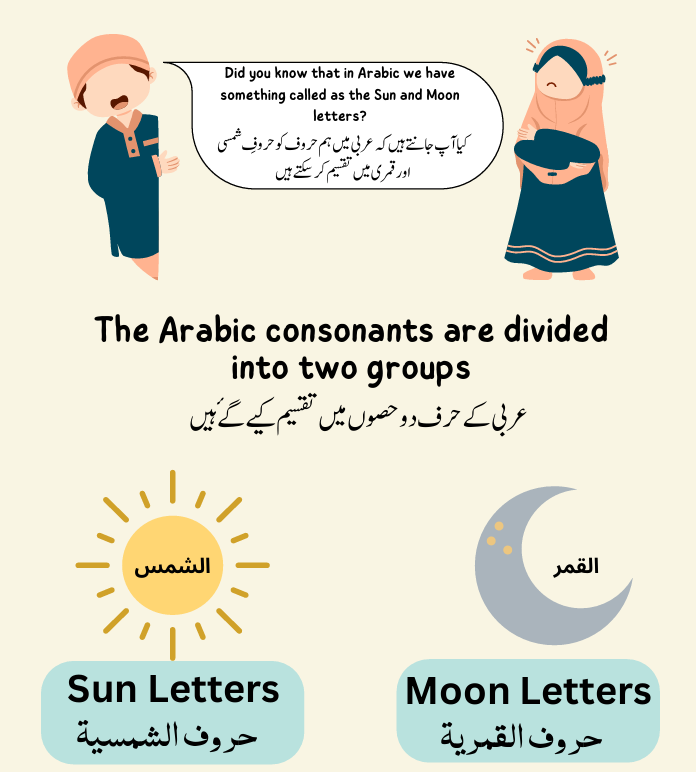 Did you know that in Arabic we have
something called as the Sun and Moon
letters?
کیا آپ جانتے ہیں کہ عربی میں ہم حروف کو حروفِ شمسی
اور قمری میں تقسیم کر سکتے ہیں
The Arabic consonants are divided
into two groups
عربی کے حرف دو حصوں میں تقسیم کیے گئے ہیں
الشمس
القمر
Sun Letters
حروف الشمسية
Moon Letters
حروف القمرية